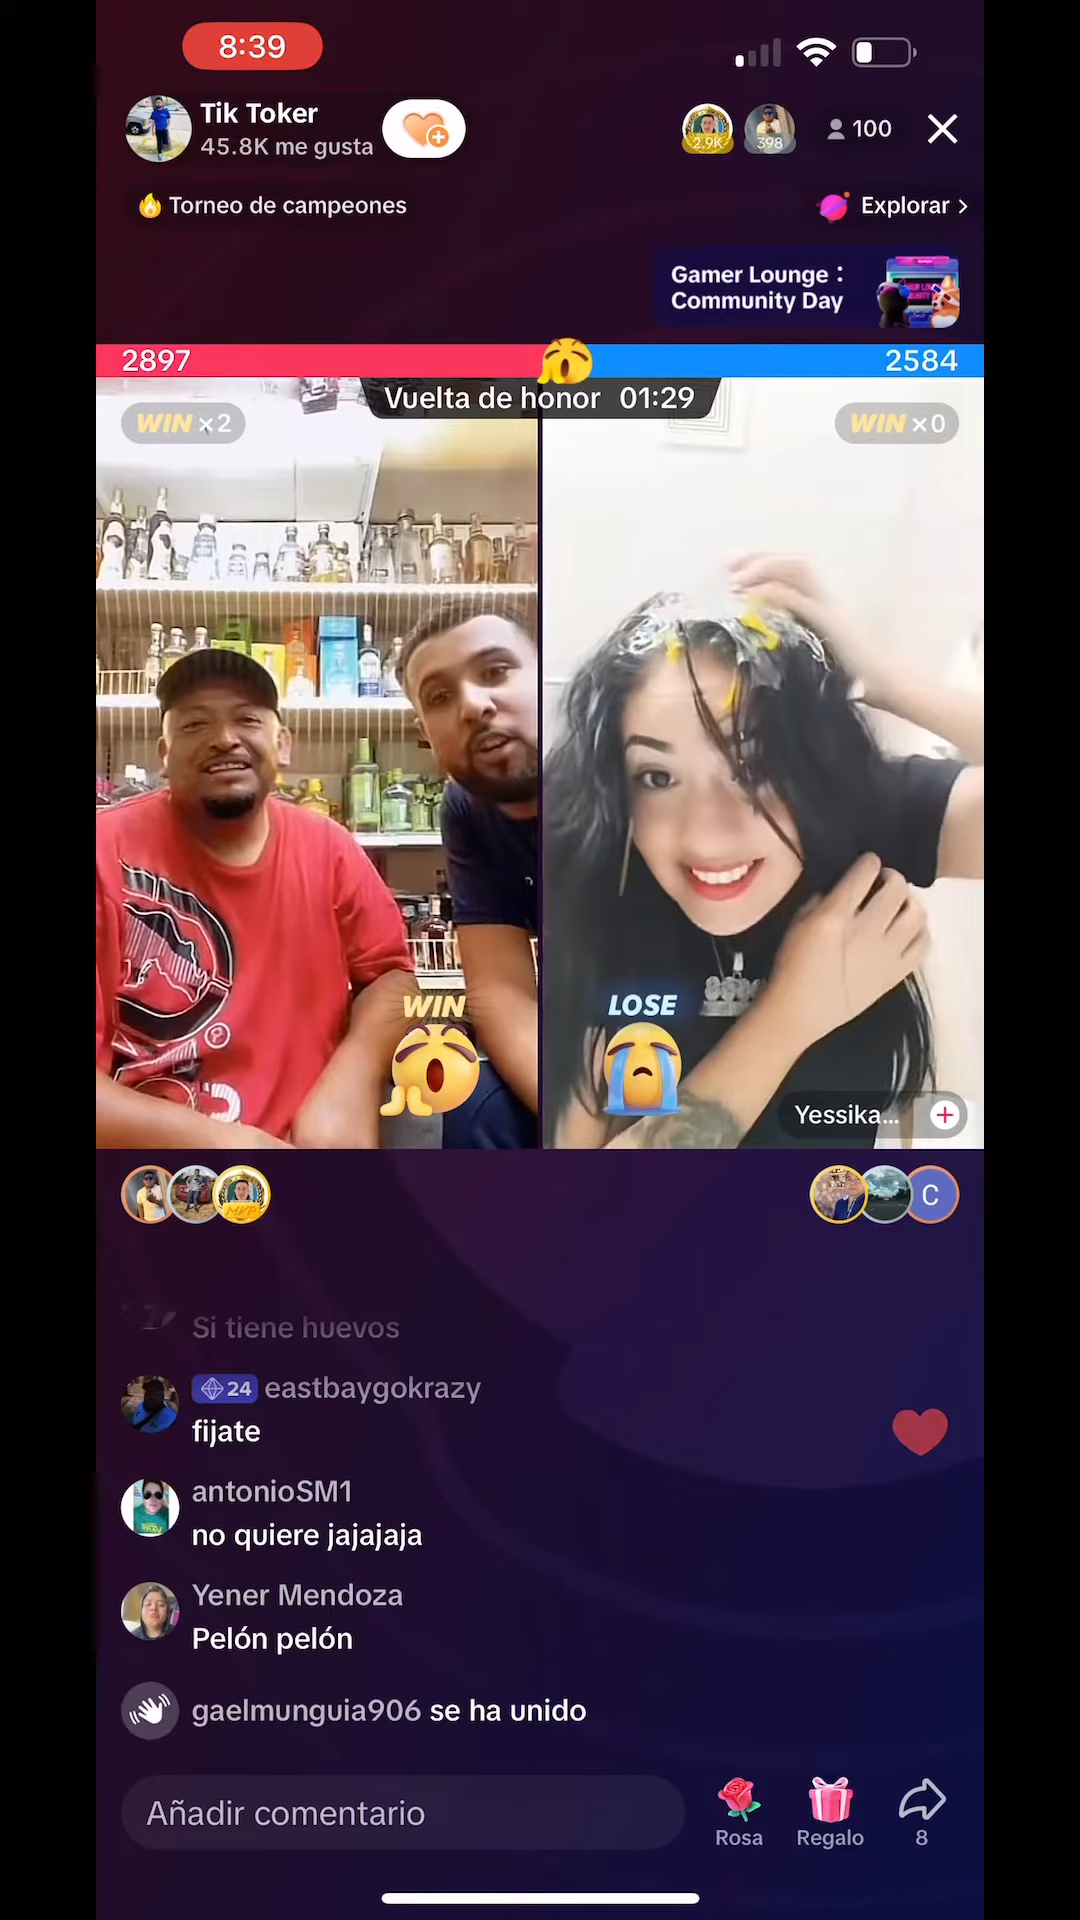 8:39
Tik Toker
45.8K me gusta
2.9K
398
100
Torneo de campeones
Explorar >
Gamer Lounge :
Community Day
2897
2584
Vuelta de honor 01:29
WIN x2
WIN x0
WIN
LOSE
Yessika...
MVP
C
Si tiene huevos
24 eastbaygokrazy
fijate
antonioSM1
no quiere jajajaja
Yener Mendoza
Pelón pelón
gaelmunguia906 se ha unido
Añadir comentario
Rosa
Regalo
8